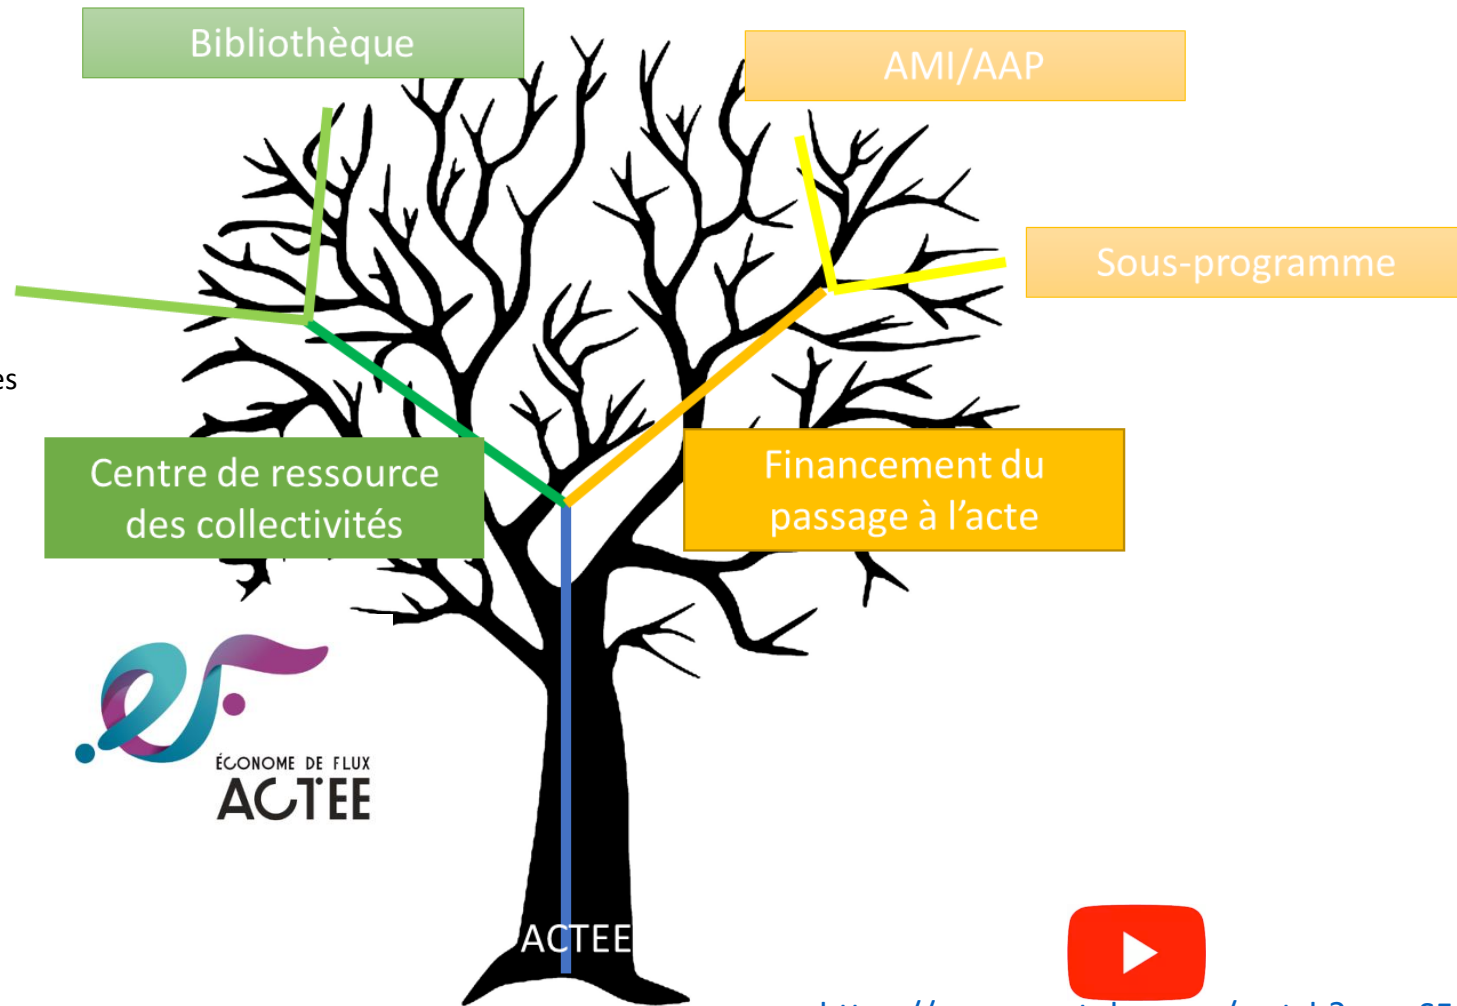 Bibliothèque
AMI/AAP
Sous-programme
es
Centre de ressource
des collectivités
Financement du
passage à l’acte
ÉCONOME DE FLUX
ACTEE
ACTEE